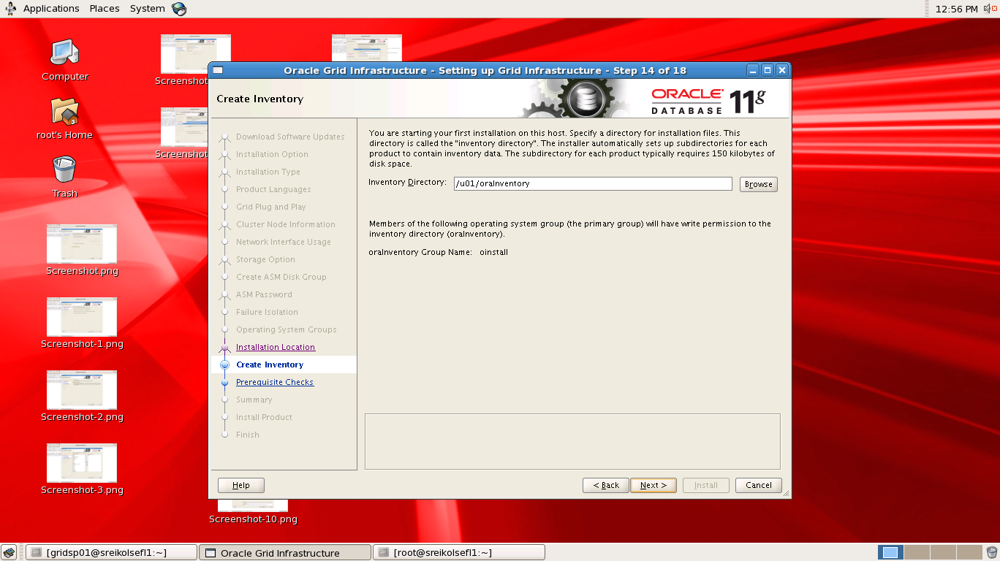 Applications Places System
12:56 PM
Computer
root's Home
Trash
Screenshot.png
Screenshot-1.png
Screenshot-2.png
Screenshot-3.png
Screenshot
Screenshot
Screenshot-10.png
Oracle Grid Infrastructure - Setting up Grid Infrastructure - Step 14 of 18
Create Inventory
ORACLE
DATABASE
11g
Download Software Updates
Installation Option
Installation Type
Product Languages
Grid Plug and Play
Cluster Node Information
Network Interface Usage
Storage Option
Create ASM Disk Group
ASM Password
Failure Isolation
Operating System Groups
Installation Location
Create Inventory
Prerequisite Checks
Summary
Install Product
Finish
You are starting your first installation on this host. Specify a directory for installation files. This
directory is called the "inventory directory". The installer automatically sets up subdirectories for each
product to contain inventory data. The subdirectory for each product typically requires 150 kilobytes of
disk space.
Inventory Directory: /u01/oraInventory Browse
Members of the following operating system group (the primary group) will have write permission to the
inventory directory (oraInventory).
oraInventory Group Name: oinstall
Help < Back Next > Install Cancel
[gridsp01@sreikolsefl1:~] Oracle Grid Infrastructure [root@sreikolsefl1:~]